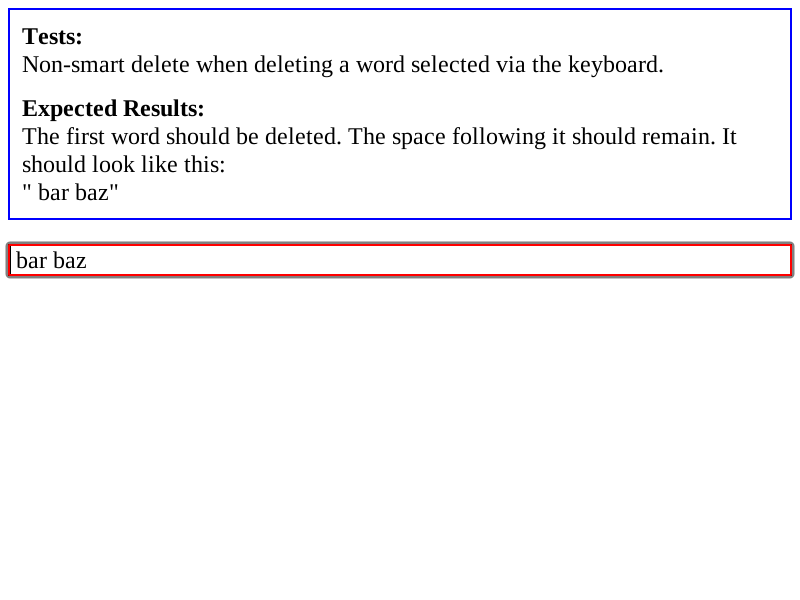 Tests:
Non-smart delete when deleting a word selected via the keyboard.
Expected Results:
The first word should be deleted. The space following it should remain. It
should look like this:
" bar baz"
bar baz